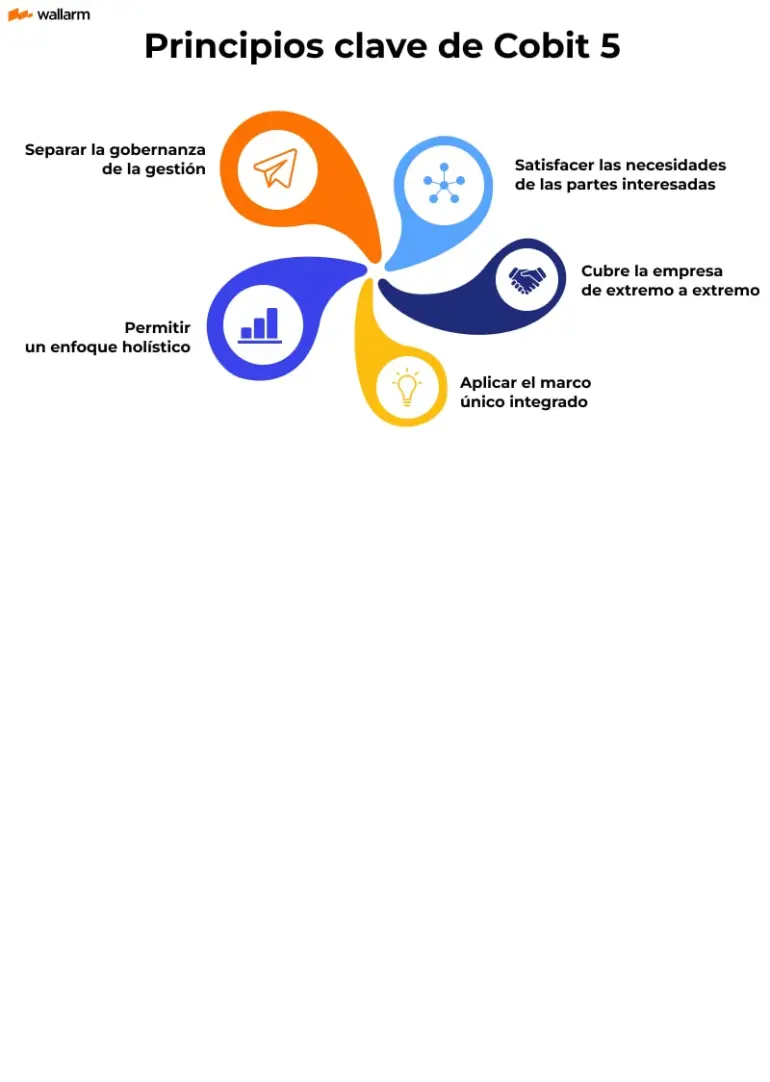 wallarm
Principios clave de Cobit 5
Separar la gobernanza
de la gestión
Satisfacer las necesidades
de las partes interesadas
Cubre la empresa
de extremo a extremo
Permitir
un enfoque holístico
Aplicar el marco
único integrado